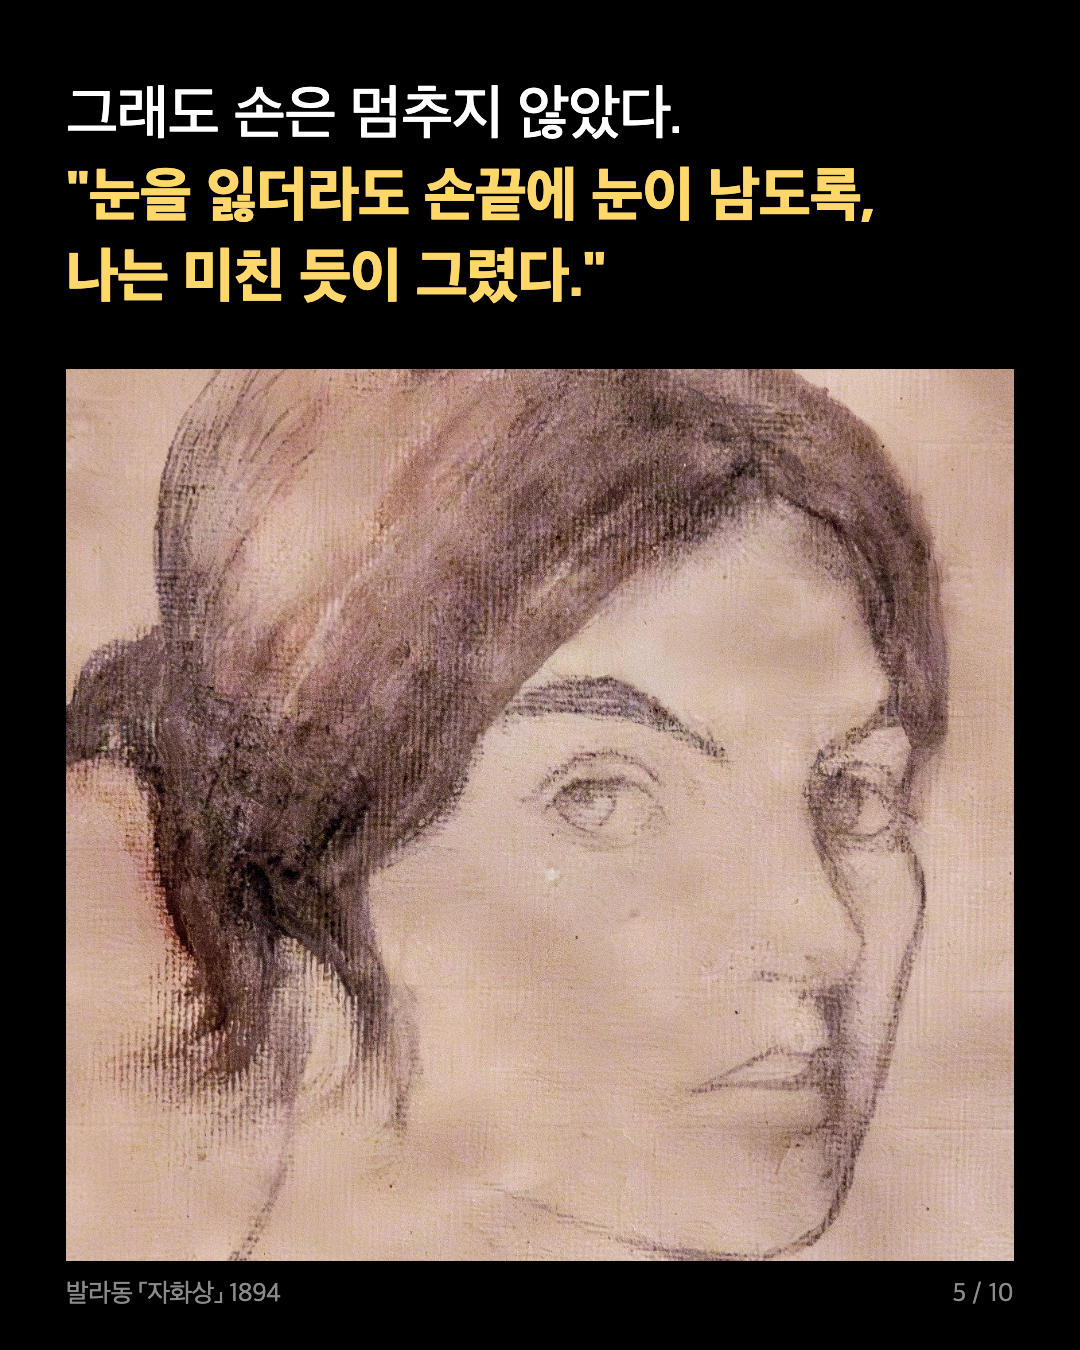 그래도 손은 멈추지 않았다.
"눈을 잃더라도 손끝에 눈이 남도록,
나는 미친 듯이 그렸다."
발라동 「자화상」 1894
5 / 10